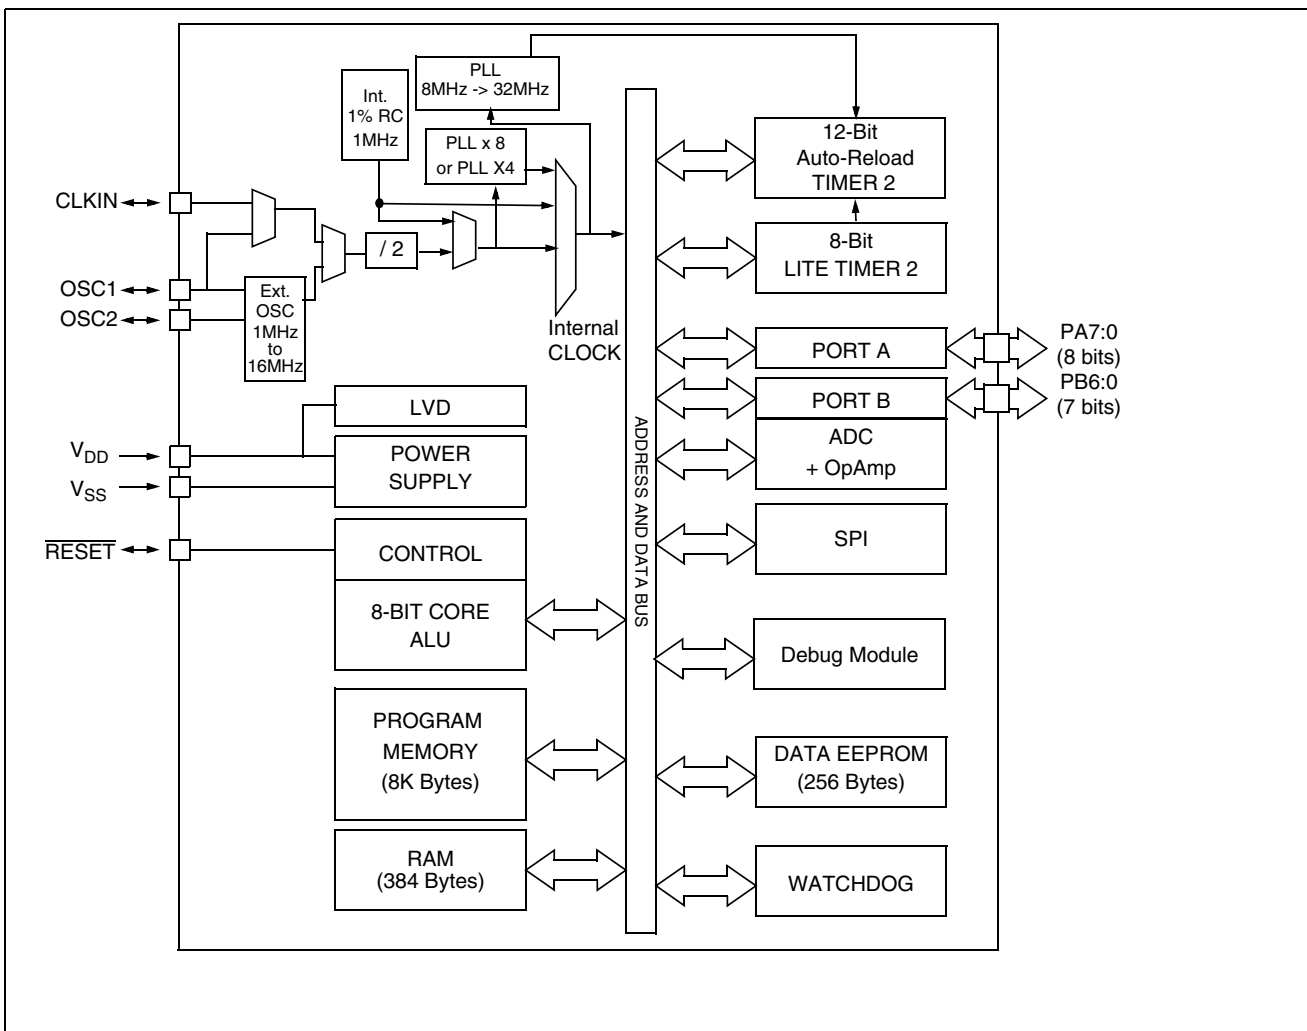 PLL
8MHz -> 32MHz
Int.
1% RC
1MHz
PLL x 8
or PLL X4
12-Bit
Auto-Reload
TIMER 2
CLKIN
/ 2
8-Bit
LITE TIMER 2
OSC1
OSC2
Ext.
OSC
1MHz
to
16MHz
Internal
CLOCK
PORT A
PA7:0
(8 bits)
PORT B
PB6:0
(7 bits)
LVD
VDD
VSS
POWER
SUPPLY
ADC
+ OpAmp
ADDRESS AND DATA BUS
RESET
CONTROL
SPI
8-BIT CORE
ALU
Debug Module
PROGRAM
MEMORY
(8K Bytes)
DATA EEPROM
(256 Bytes)
RAM
(384 Bytes)
WATCHDOG